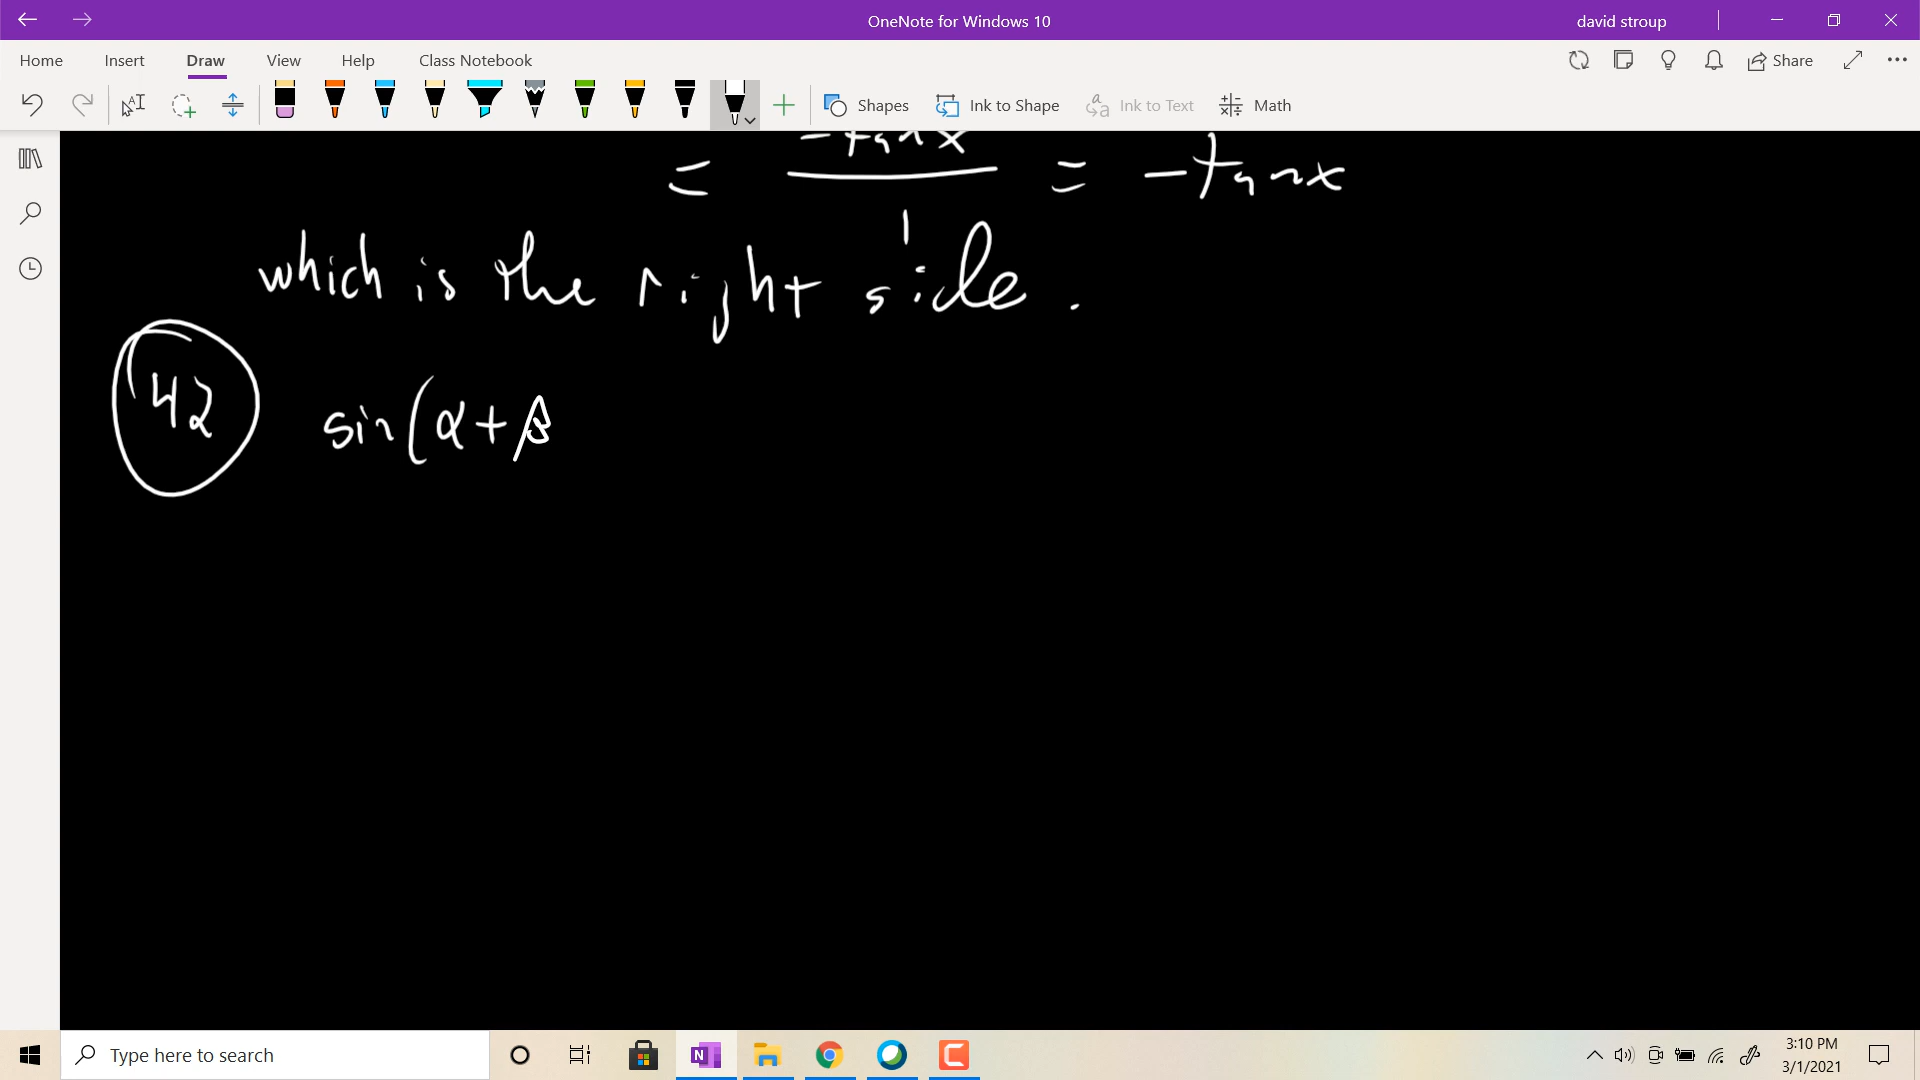 OneNote for Windows 10
david stroup
Home Insert Draw View Help Class Notebook
Share
Shapes Ink to Shape Ink to Text Math
= -tanx / 1 = -tanx
which is the right side.
42 sin(α+β
Type here to search
3:10 PM
3/1/2021